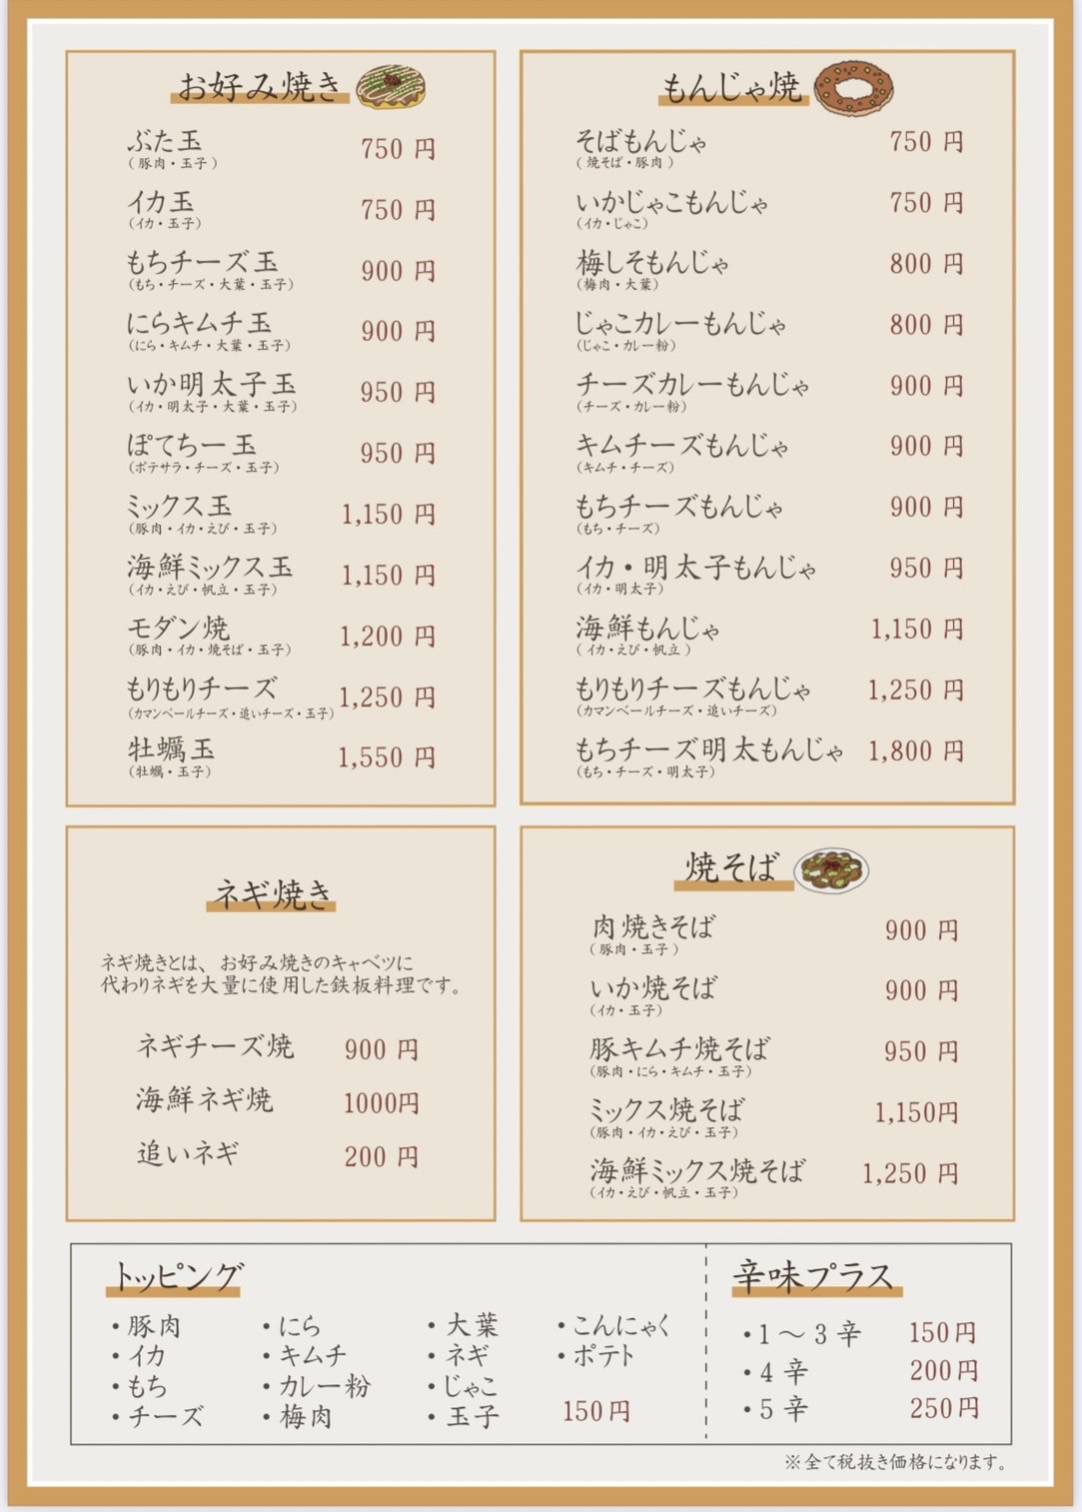 お好み焼き
ぶた玉 750 円
(豚肉・玉子)
イカ玉 750 円
(イカ・玉子)
もちチーズ玉 900 円
(もち・チーズ・大葉・玉子)
にらキムチ玉 900 円
(にら・キムチ・大葉・玉子)
いか明太子玉 950 円
(イカ・明太子・大葉・玉子)
ぽてちー玉 950 円
(ポテサラ・チーズ・玉子)
ミックス玉 1,150 円
(豚肉・イカ・えび・玉子)
海鮮ミックス玉 1,150 円
(イカ・えび・帆立・玉子)
モダン焼 1,200 円
(豚肉・イカ・焼そば・玉子)
もりもりチーズ 1,250 円
(カマンベールチーズ・追いチーズ・玉子)
牡蠣玉 1,550 円
(牡蠣・玉子)
もんじゃ焼
そばもんじゃ 750 円
(焼そば・豚肉)
いかじゃこもんじゃ 750 円
(イカ・じゃこ)
梅しそもんじゃ 800 円
(梅肉・大葉)
じゃこカレーもんじゃ 800 円
(じゃこ・カレー粉)
チーズカレーもんじゃ 900 円
(チーズ・カレー粉)
キムチーズもんじゃ 900 円
(キムチ・チーズ)
もちチーズもんじゃ 900 円
(もち・チーズ)
イカ・明太子もんじゃ 950 円
(イカ・明太子)
海鮮もんじゃ 1,150 円
(イカ・えび・帆立)
もりもりチーズもんじゃ 1,250 円
(カマンベールチーズ・追いチーズ)
もちチーズ明太もんじゃ 1,800 円
(もち・チーズ・明太子)
ネギ焼き
ネギ焼きとは、お好み焼きのキャベツに
代わりネギを大量に使用した鉄板料理です。
ネギチーズ焼 900 円
海鮮ネギ焼 1000円
追いネギ 200 円
焼そば
肉焼きそば 900 円
(豚肉・玉子)
いか焼そば 900 円
(イカ・玉子)
豚キムチ焼そば 950 円
(豚肉・にら・キムチ・玉子)
ミックス焼そば 1,150円
(豚肉・イカ・えび・玉子)
海鮮ミックス焼そば 1,250 円
(イカ・えび・帆立・玉子)
トッピング
・豚肉 ・にら ・大葉 ・こんにゃく
・イカ ・キムチ ・ネギ ・ポテト
・もち ・カレー粉 ・じゃこ
・チーズ ・梅肉 ・玉子 150円
辛味プラス
・1～3辛 150円
・4辛 200円
・5辛 250円
※全て税抜き価格になります。